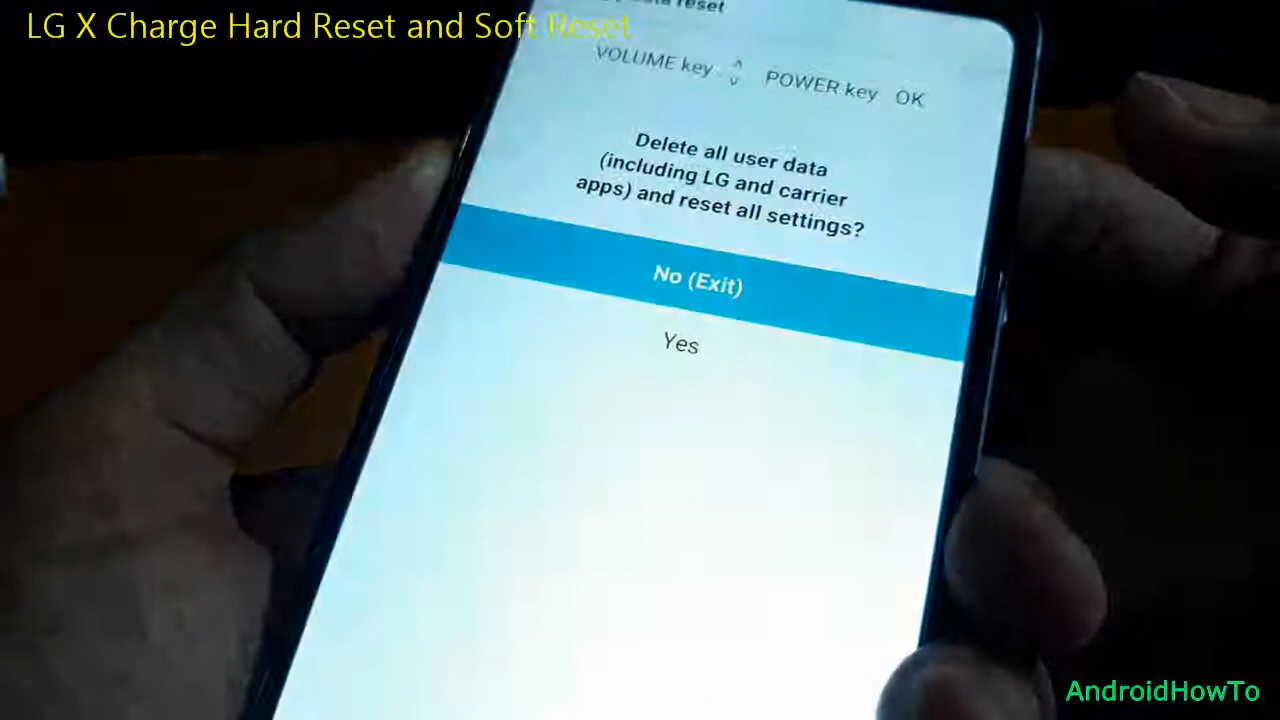 LG X Charge Hard Reset and Soft Reset
reset
VOLUME key ^ v POWER key OK
Delete all user data
(including LG and carrier
apps) and reset all settings?
No (Exit)
Yes
AndroidHowTo